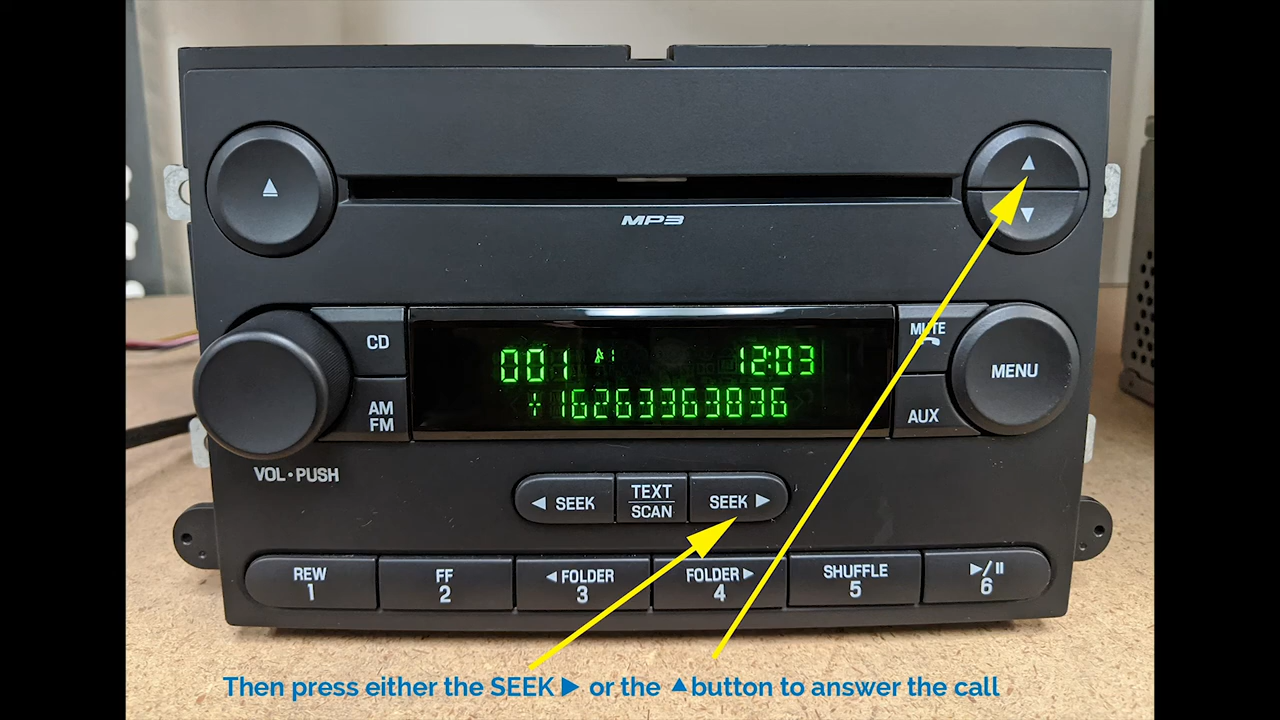 MP3
CD
001 A1 12:03
MUTE
MENU
AM
FM
+16263363836
AUX
VOL•PUSH
◀ SEEK
TEXT
SCAN
SEEK ▶
REW
1
FF
2
◀FOLDER
3
FOLDER▶
4
SHUFFLE
5
▶/II
6
Then press either the SEEK ▶ or the ▲button to answer the call